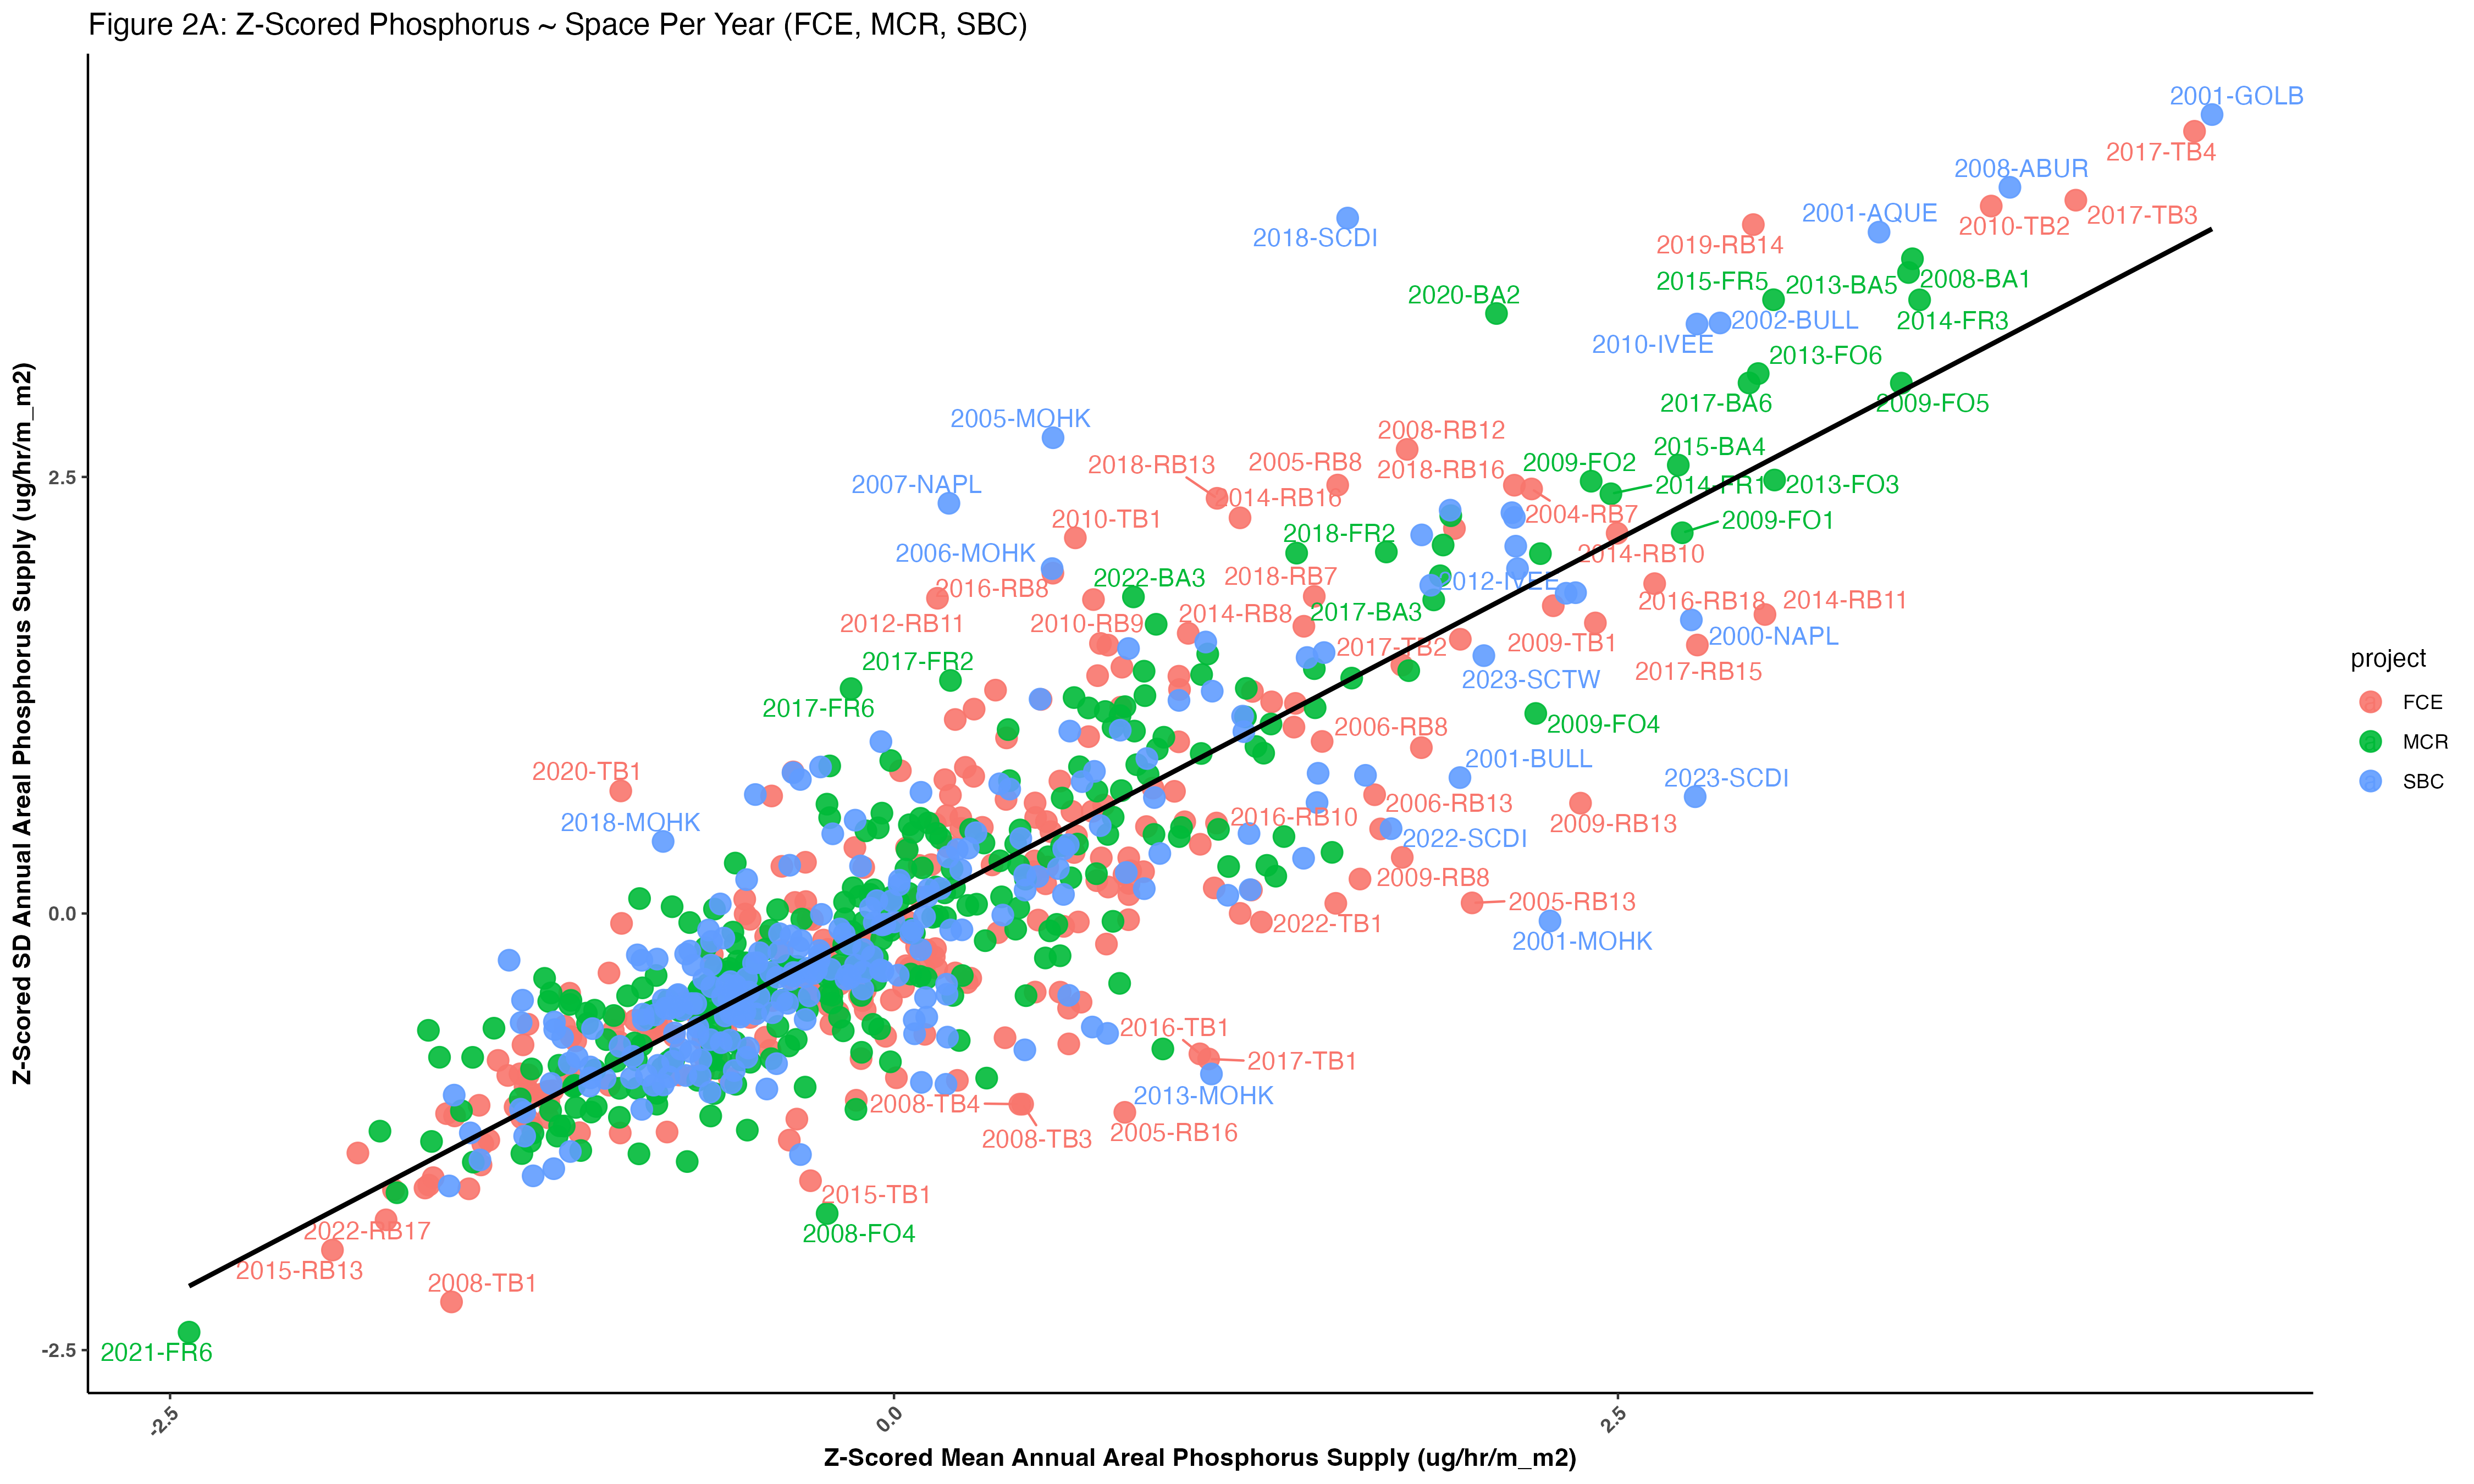 Figure 2A: Z-Scored Phosphorus ~ Space Per Year (FCE, MCR, SBC)
Z-Scored SD Annual Areal Phosphorus Supply (ug/hr/m_m2)
2.5
0.0
-2.5
2001-GOLB
2017-TB4
2008-ABUR
2001-AQUE
2017-TB3
2010-TB2
2018-SCDI
2019-RB14
2015-FR5
2013-BA5
2008-BA1
2020-BA2
2014-FR3
2002-BULL
2010-IVEE
2013-FO6
2017-BA6
2009-FO5
2005-MOHK
2008-RB12
2015-BA4
2018-RB13
2005-RB8
2018-RB16
2009-FO2
2007-NAPL
2014-FR1
2013-FO3
2014-RB16
2010-TB1
2004-RB7
2009-FO1
2018-FR2
2006-MOHK
2014-RB10
2022-BA3
2018-RB7
2012-IVEE
2016-RB8
2016-RB18
2014-RB11
2014-RB8
2017-BA3
2012-RB11
2010-RB9
2000-NAPL
2009-TB1
2017-TB2
2017-FR2
2017-RB15
2023-SCTW
2017-FR6
2009-FO4
2006-RB8
2001-BULL
2020-TB1
2023-SCDI
2006-RB13
2016-RB10
2018-MOHK
2009-RB13
2022-SCDI
2009-RB8
2005-RB13
2022-TB1
2001-MOHK
2016-TB1
2017-TB1
2013-MOHK
2008-TB4
2005-RB16
2008-TB3
2015-TB1
2008-FO4
2022-RB17
2015-RB13
2008-TB1
2021-FR6
project
FCE
MCR
SBC
-2.5
0.0
2.5
Z-Scored Mean Annual Areal Phosphorus Supply (ug/hr/m_m2)